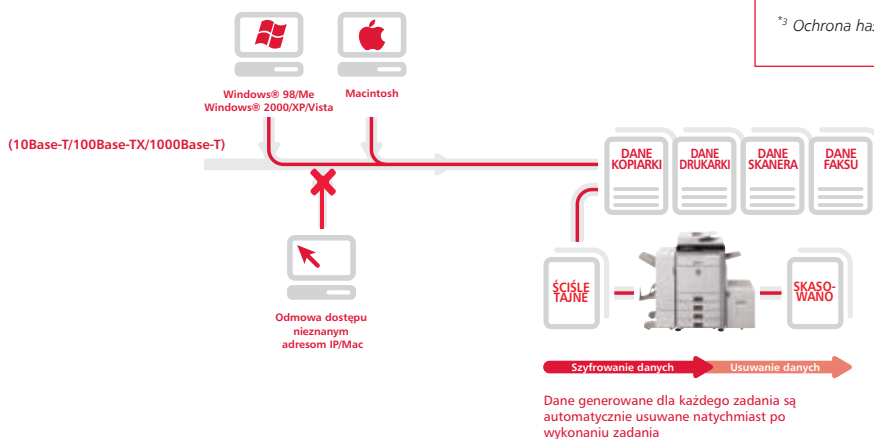 *3 Ochrona
Windows® 98/Me
Windows® 2000/XP/Vista
Macintosh
(10Base-T/100Base-TX/1000Base-T)
DANE
KOPIARKI
DANE
DRUKARKI
DANE
SKANERA
DANE
FAKSU
Odmowa dostępu
nieznanym
adresom IP/Mac
ŚCIŚLE
TAJNE
SKASO-
WANO
Szyfrowanie danych
Usuwanie danych
Dane generowane dla każdego zadania są
automatycznie usuwane natychmiast po
wykonaniu zadania